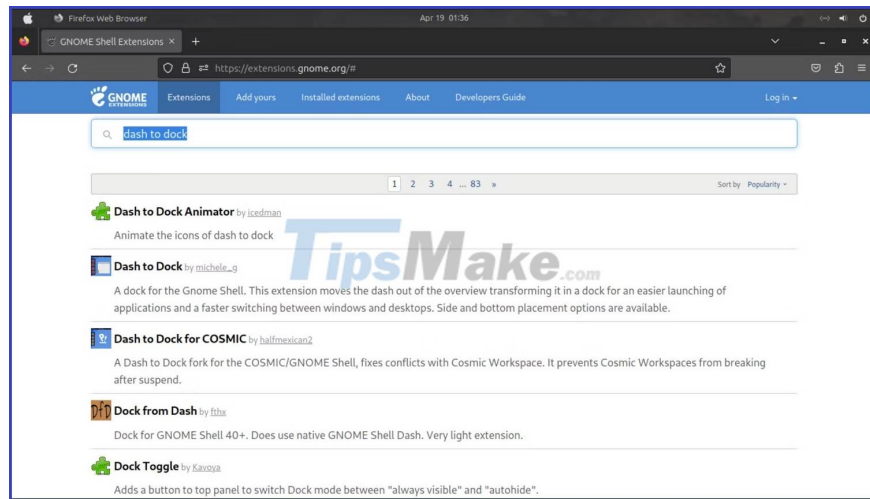 Firefox Web Browser
Apr 19 01:36
GNOME Shell Extensions × +
https://extensions.gnome.org/#
GNOME EXTENSIONS Extensions Add yours Installed extensions About Developers Guide Log in
dash to dock
1 2 3 4 ... 83 »
Sort by Popularity
Dash to Dock Animator by icedman
Animate the icons of dash to dock
TipsMake.com
Dash to Dock by michele_g
A dock for the Gnome Shell. This extension moves the dash out of the overview transforming it in a dock for an easier launching of
applications and a faster switching between windows and desktops. Side and bottom placement options are available.
Dash to Dock for COSMIC by halfmexican2
A Dash to Dock fork for the COSMIC/GNOME Shell, fixes conflicts with Cosmic Workspace. It prevents Cosmic Workspaces from breaking
after suspend.
DfD Dock from Dash by fthx
Dock for GNOME Shell 40+. Does use native GNOME Shell Dash. Very light extension.
Dock Toggle by Kavoya
Adds a button to top panel to switch Dock mode between "always visible" and "autohide".